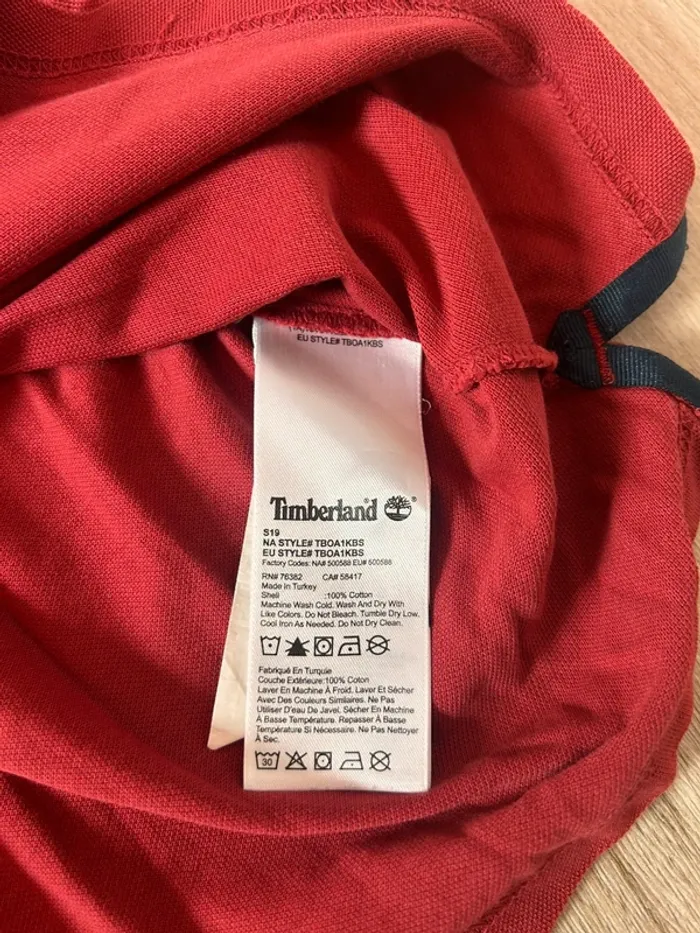 EU STYLE# TBOA1KBS
Timberland®
S19
NA STYLE# TBOA1KBS
EU STYLE# TBOA1KBS
Factory Codes: NA# 500588 EU# 500588
RN# 76382 CA# 58417
Made in Turkey
Shell :100% Cotton
Machine Wash Cold. Wash And Dry With
Like Colors. Do Not Bleach. Tumble Dry Low.
Cool Iron As Needed. Do Not Dry Clean.
Fabriqué En Turquie
Couche Extérieure:100% Coton
Laver En Machine À Froid. Laver Et Sécher
Avec Des Couleurs Similaires. Ne Pas
Utiliser D'eau De Javel. Sécher En Machine
À Basse Température. Repasser À Basse
Température Si Nécessaire. Ne Pas Nettoyer
À Sec.
30